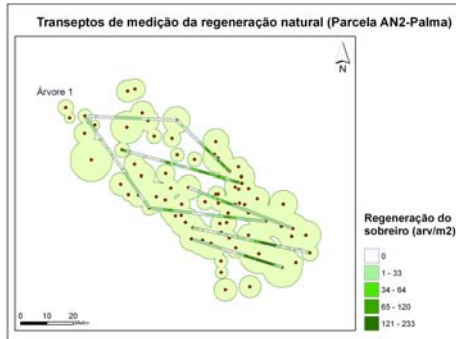 Transeptos de medição da regeneração natural (Parcela AN2-Palma)
N
Árvore 1
Regeneração do
sobreiro (arv/m2)
0
1 - 33
34 - 64
65 - 120
121 - 233
0 10 20
Metro